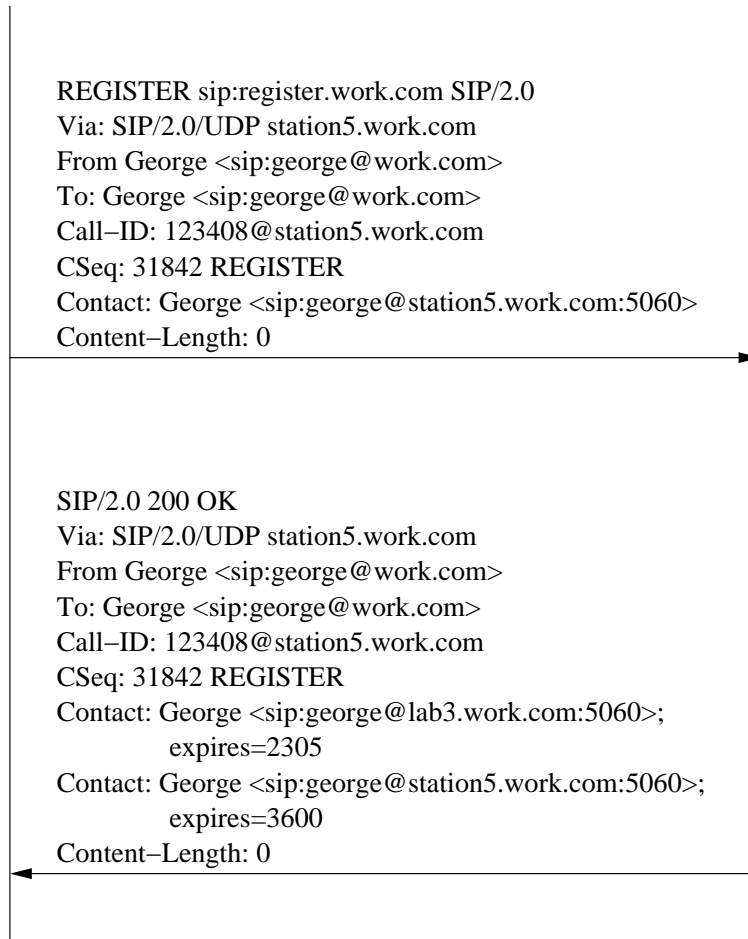 REGISTER sip:register.work.com SIP/2.0
Via: SIP/2.0/UDP station5.work.com
From George <sip:george@work.com>
To: George <sip:george@work.com>
Call−ID: 123408@station5.work.com
CSeq: 31842 REGISTER
Contact: George <sip:george@station5.work.com:5060>
Content−Length: 0
SIP/2.0 200 OK
Via: SIP/2.0/UDP station5.work.com
From George <sip:george@work.com>
To: George <sip:george@work.com>
Call−ID: 123408@station5.work.com
CSeq: 31842 REGISTER
Contact: George <sip:george@lab3.work.com:5060>;
expires=2305
Contact: George <sip:george@station5.work.com:5060>;
expires=3600
Content−Length: 0